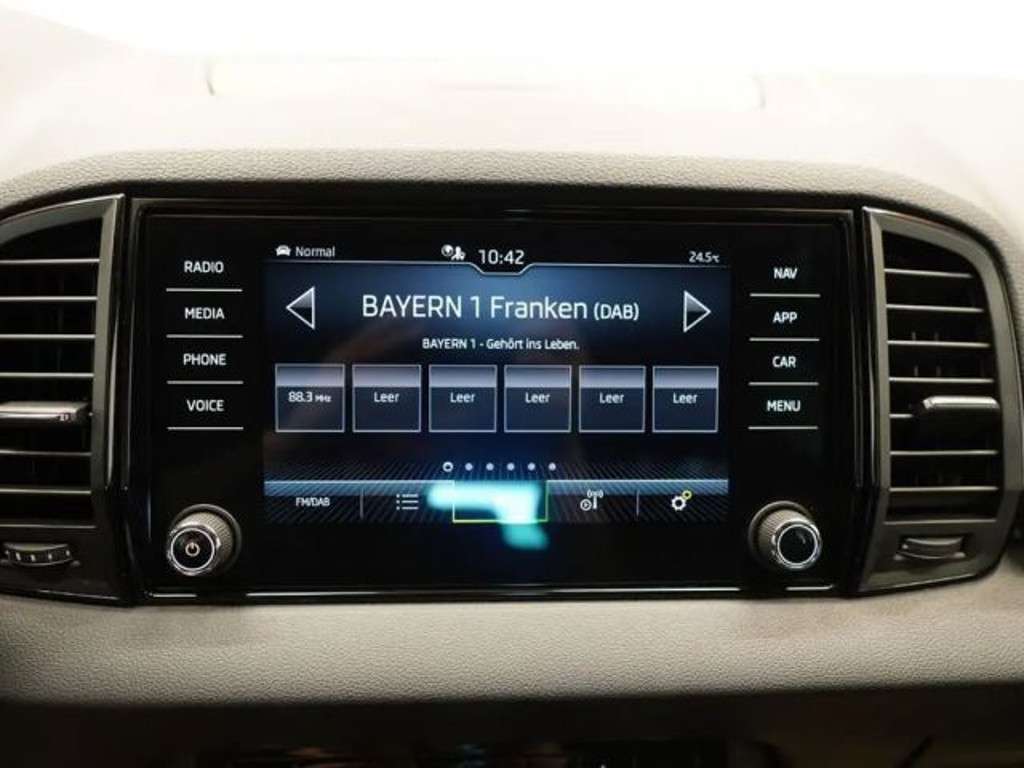 Normal 10:42 24.5°C
BAYERN 1 Franken (DAB)
BAYERN 1 - Gehört ins Leben.
88.3 MHz Leer Leer Leer Leer Leer
FM/DAB
RADIO
MEDIA
PHONE
VOICE
NAV
APP
CAR
MENU